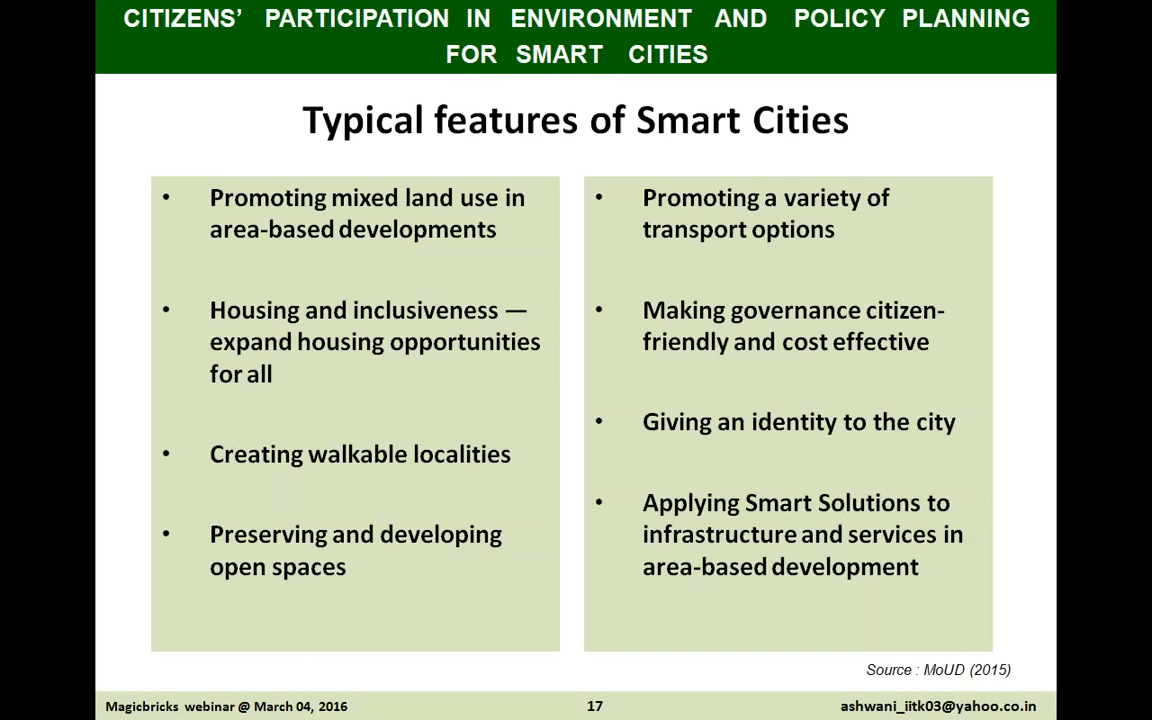 CITIZENS’ PARTICIPATION IN ENVIRONMENT AND POLICY PLANNING
FOR SMART CITIES
Typical features of Smart Cities
• Promoting mixed land use in
area-based developments
• Housing and inclusiveness —
expand housing opportunities
for all
• Creating walkable localities
• Preserving and developing
open spaces
• Promoting a variety of
transport options
• Making governance citizen-
friendly and cost effective
• Giving an identity to the city
• Applying Smart Solutions to
infrastructure and services in
area-based development
Source : MoUD (2015)
Magicbricks webinar @ March 04, 2016
17
ashwani_iitk03@yahoo.co.in